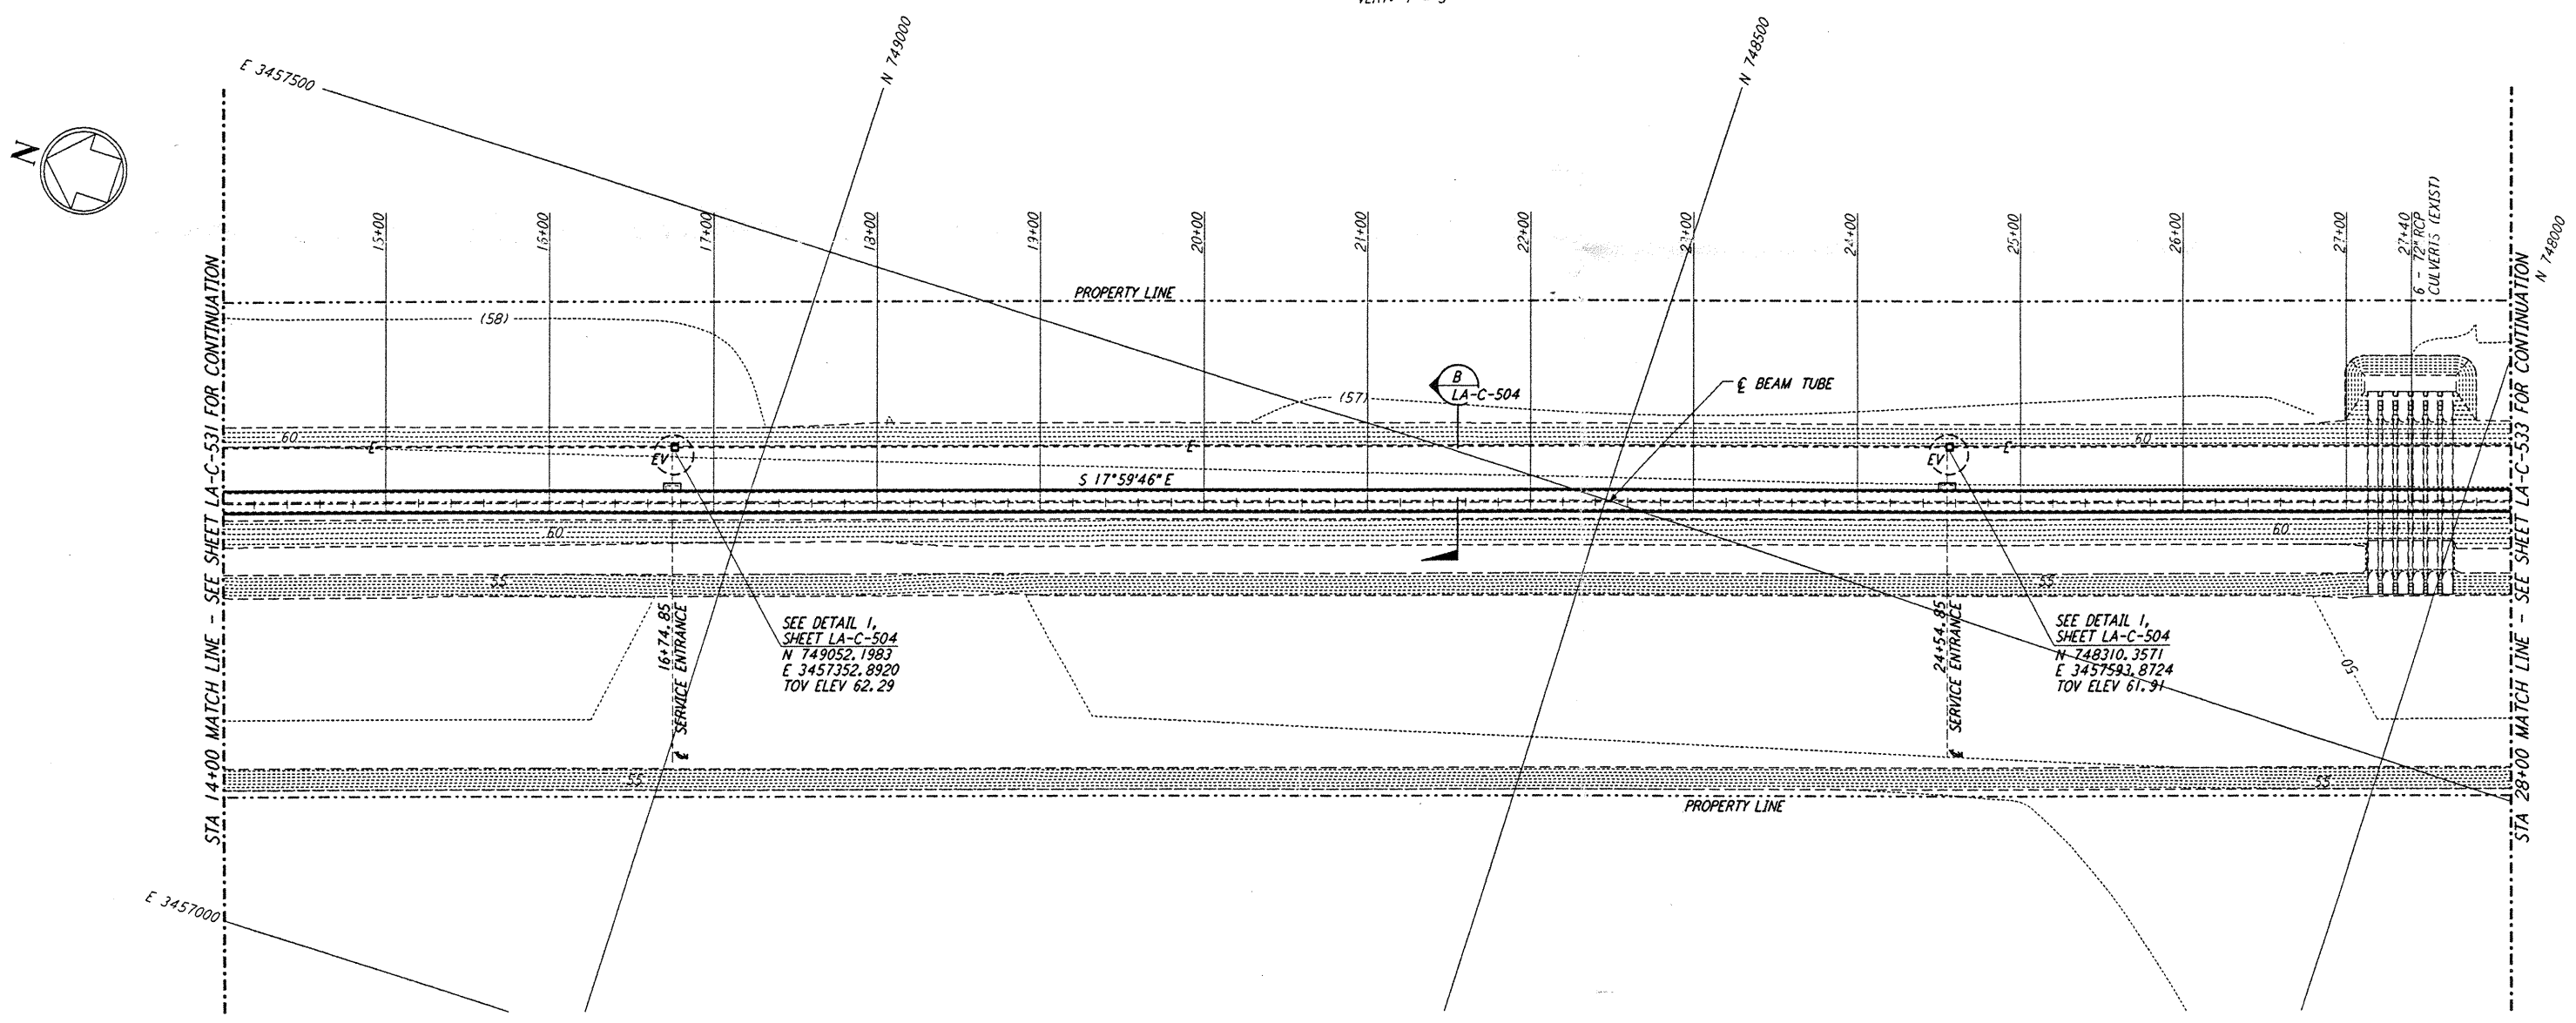 E 3457500
N 749000
N 748500
N
15+00
16+00
17+00
18+00
19+00
20+00
21+00
22+00
23+00
24+00
25+00
26+00
27+00
27+40
6 - 72" RCP
CULVERTS (EXIST)
N 748000
STA 14+00 MATCH LINE - SEE SHEET LA-C-531 FOR CONTINUATION
PROPERTY LINE
(58)
B
LA-C-504
(57)
℄ BEAM TUBE
60
E
EV
E
EV
E
60
S 17°59'46" E
60
60
55
55
16+74.85
℄ SERVICE ENTRANCE
SEE DETAIL 1,
SHEET LA-C-504
N 749052.1983
E 3457352.8920
TOV ELEV 62.29
24+54.85
℄ SERVICE ENTRANCE
SEE DETAIL 1,
SHEET LA-C-504
N 748310.3571
E 3457593.8724
TOV ELEV 61.91
50
55
55
PROPERTY LINE
E 3457000
STA 28+00 MATCH LINE - SEE SHEET LA-C-533 FOR CONTINUATION